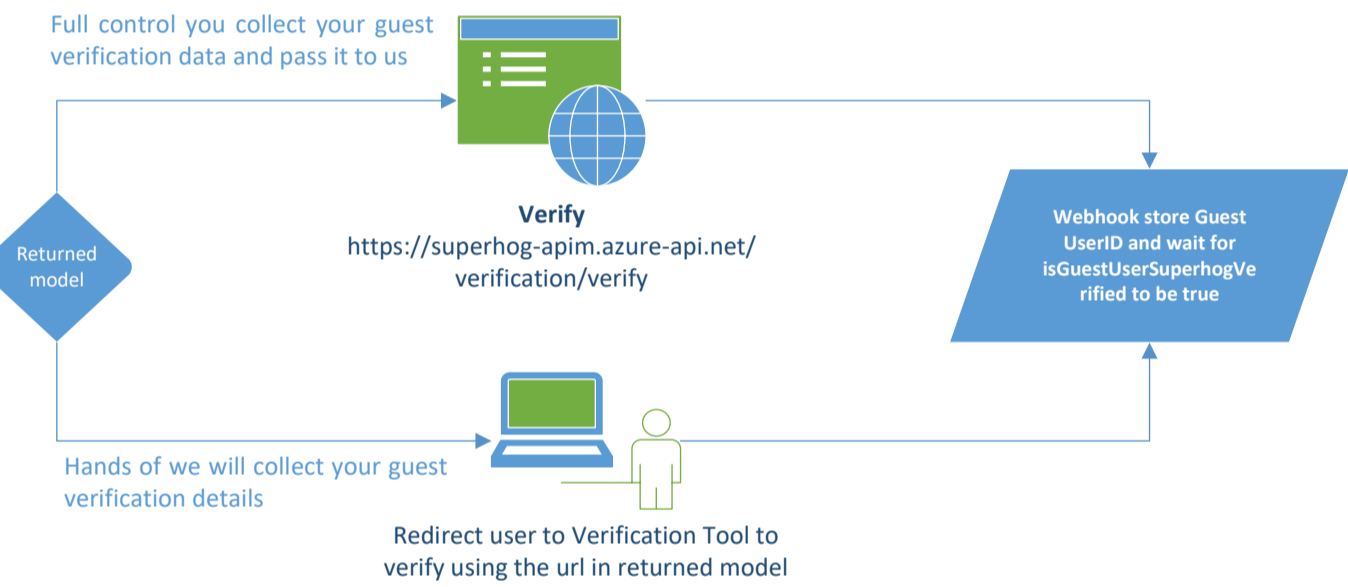 Full control you collect your guest
verification data and pass it to us
Verify
https://superhog-apim.azure-api.net/
verification/verify
Returned
model
Webhook store Guest
UserID and wait for
isGuestUserSuperhogVe
rified to be true
Hands of we will collect your guest
verification details
Redirect user to Verification Tool to
verify using the url in returned model